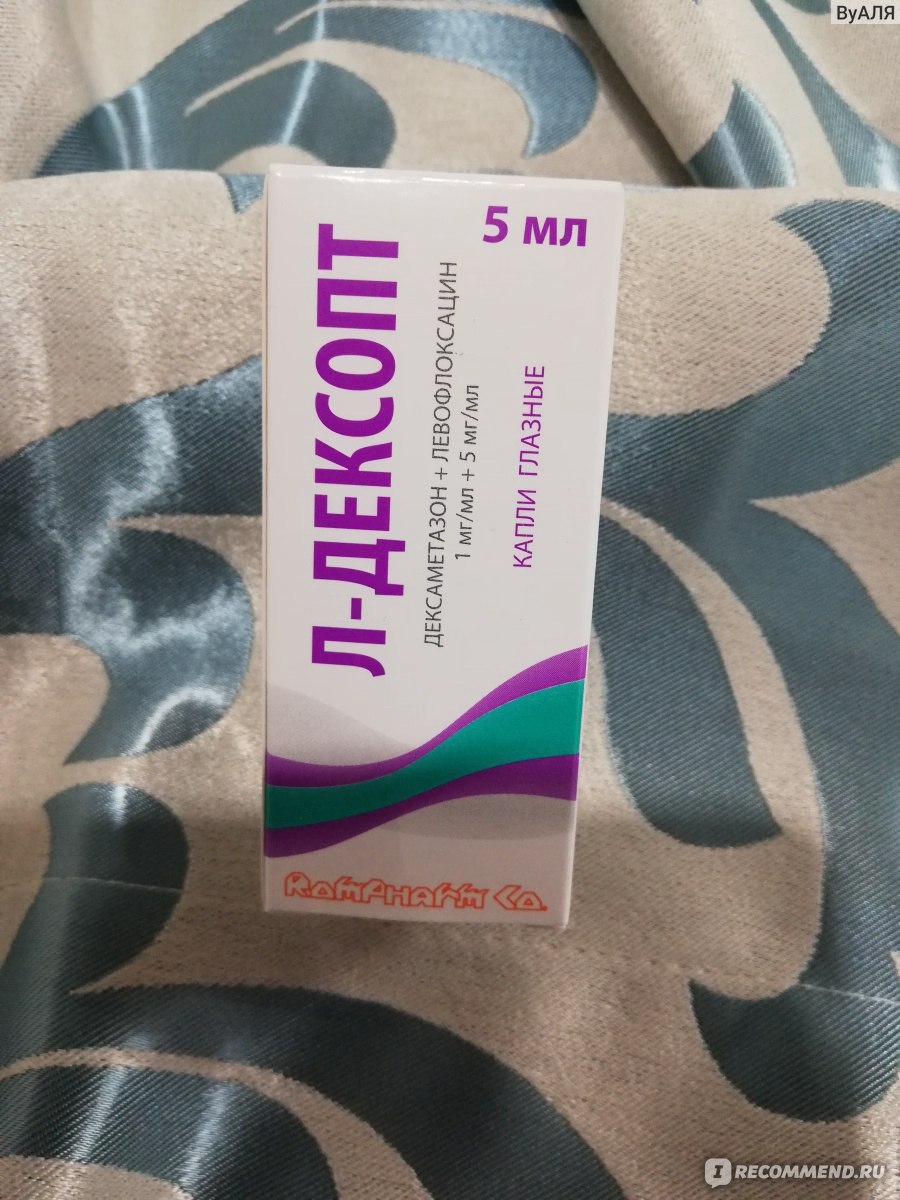 ВуАЛЯ
5 мл
Л-ДЕКСОПТ
ДЕКСАМЕТАЗОН + ЛЕВОФЛОКСАЦИН
1 мг/мл + 5 мг/мл
КАПЛИ ГЛАЗНЫЕ
RomPharm Co.
IRECOMMEND.RU